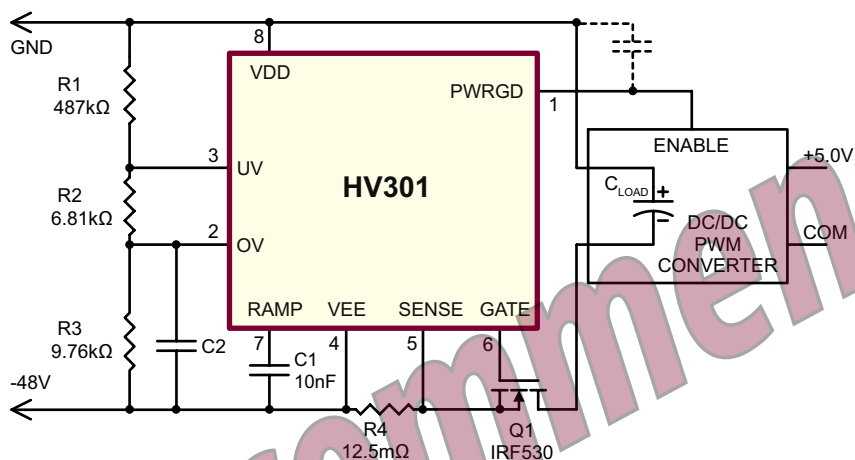 GND
8
VDD
R1
487kΩ
PWRGD
1
ENABLE
+5.0V
3
UV
HV301
CLOAD
+
–
R2
6.81kΩ
2
OV
DC/DC
PWM
CONVERTER
COM
RAMP
VEE
SENSE
GATE
R3
9.76kΩ
C2
7
4
5
6
C1
10nF
-48V
R4
12.5mΩ
Q1
IRF530
ommen